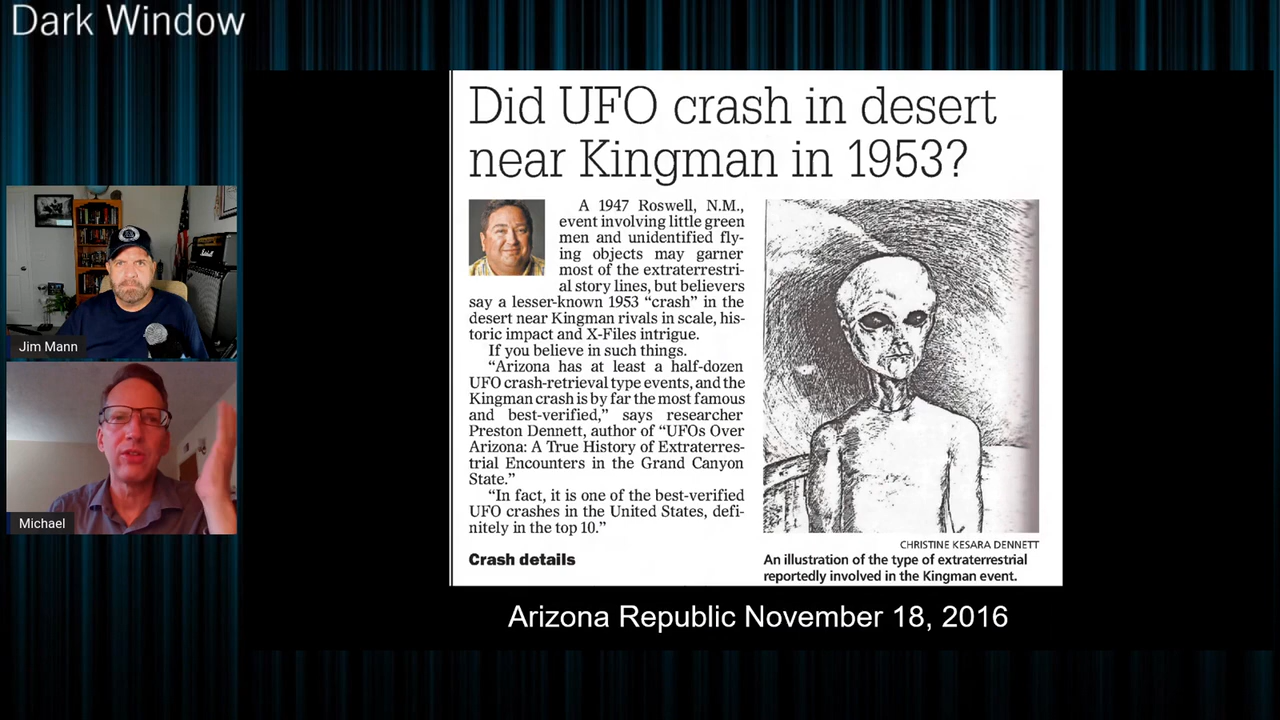 Dark Window
Jim Mann
Michael
Did UFO crash in desert
near Kingman in 1953?
A 1947 Roswell, N.M.,
event involving little green
men and unidentified fly-
ing objects may garner
most of the extraterrestri-
al story lines, but believers
say a lesser-known 1953 “crash” in the
desert near Kingman rivals in scale, his-
toric impact and X-Files intrigue.
If you believe in such things.
“Arizona has at least a half-dozen
UFO crash-retrieval type events, and the
Kingman crash is by far the most famous
and best-verified,” says researcher
Preston Dennett, author of “UFOs Over
Arizona: A True History of Extraterres-
trial Encounters in the Grand Canyon
State.”
“In fact, it is one of the best-verified
UFO crashes in the United States, defi-
nitely in the top 10.”
Crash details
CHRISTINE KESARA DENNETT
An illustration of the type of extraterrestrial
reportedly involved in the Kingman event.
Arizona Republic November 18, 2016